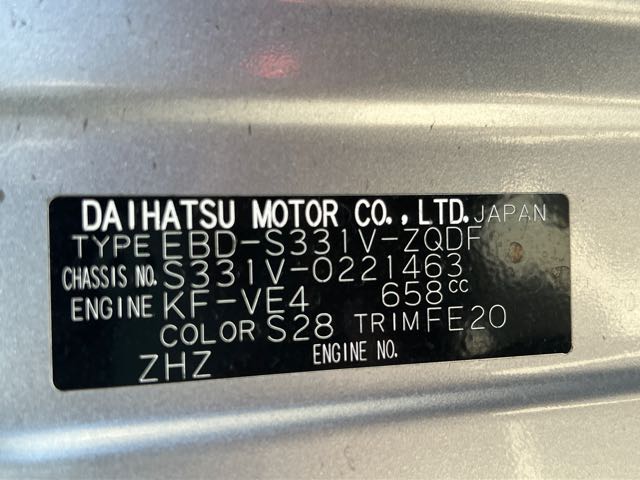 DAIHATSU MOTOR CO., LTD. JAPAN
TYPE EBD-S331V-ZQDF
CHASSIS NO. S331V-0221463
ENGINE KF-VE4 658cc
COLOR S28 TRIM FE20
ZHZ ENGINE NO.